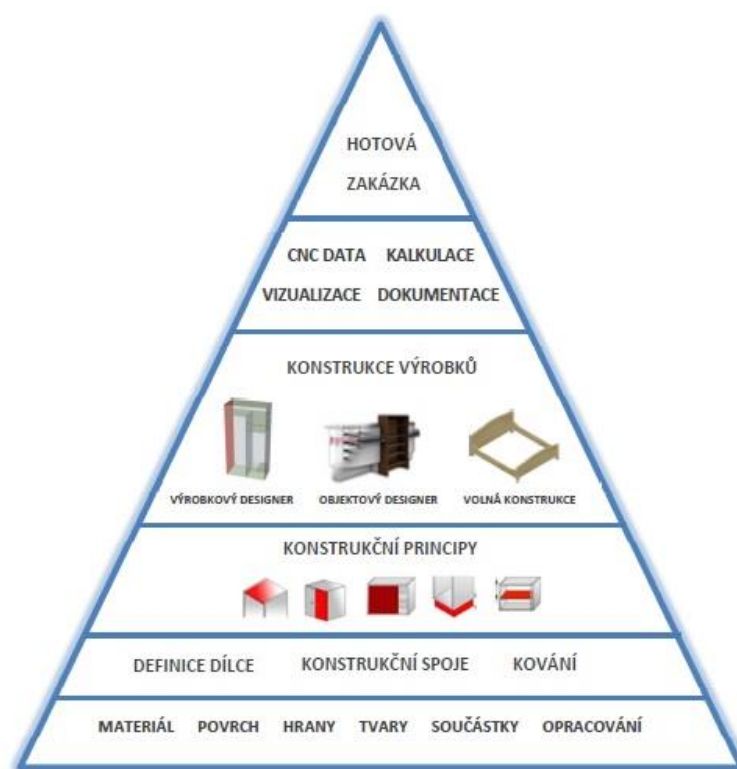 HOTOVÁ
ZAKÁZKA
CNC DATA KALKULACE
VIZUALIZACE DOKUMENTACE
KONSTRUKCE VÝROBKŮ
VÝROBKOVÝ DESIGNER OBJEKTOVÝ DESIGNER VOLNÁ KONSTRUKCE
KONSTRUKČNÍ PRINCIPY
DEFINICE DÍLCE KONSTRUKČNÍ SPOJE KOVÁNÍ
MATERIÁL POVRCH HRANY TVARY SOUČÁSTKY OPRACOVÁNÍ